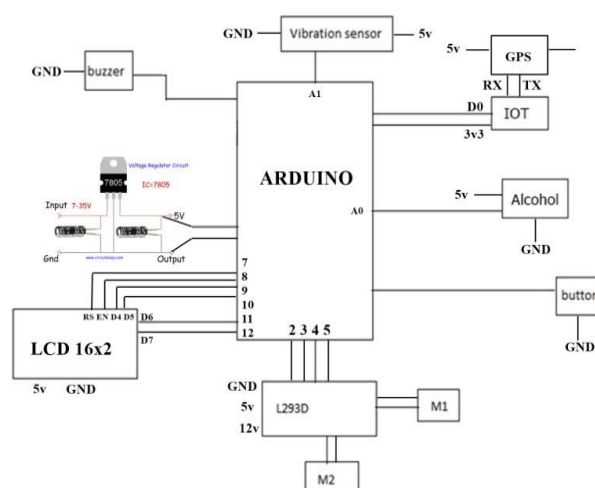 GND
Vibration sensor
5v
5v
GPS
RX TX
GND
buzzer
A1
D0
IOT
3v3
Voltage Regulator Circuit
7805
IC=7805
ARDUINO
Input 7-35V
5V
A0
5v
Alcohol
GND
Gnd
Output
7
8
9
10
11
12
RS EN D4 D5
D6
D7
LCD 16x2
5v GND
button
GND
2 3 4 5
GND
5v
12v
L293D
M1
M2